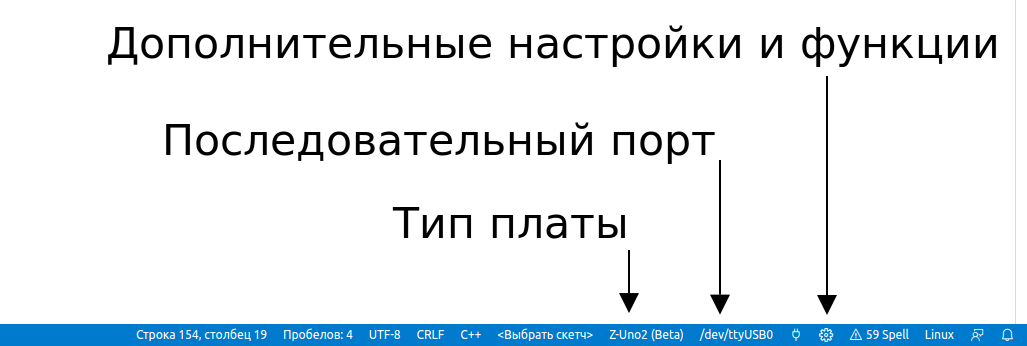 Дополнительные настройки и функции
Последовательный порт
Тип платы
Строка 154, столбец 19 Пробелов: 4 UTF-8 CRLF C++ <Выбрать скетч> Z-Uno2 (Beta) /dev/ttyUSB0 59 Spell Linux